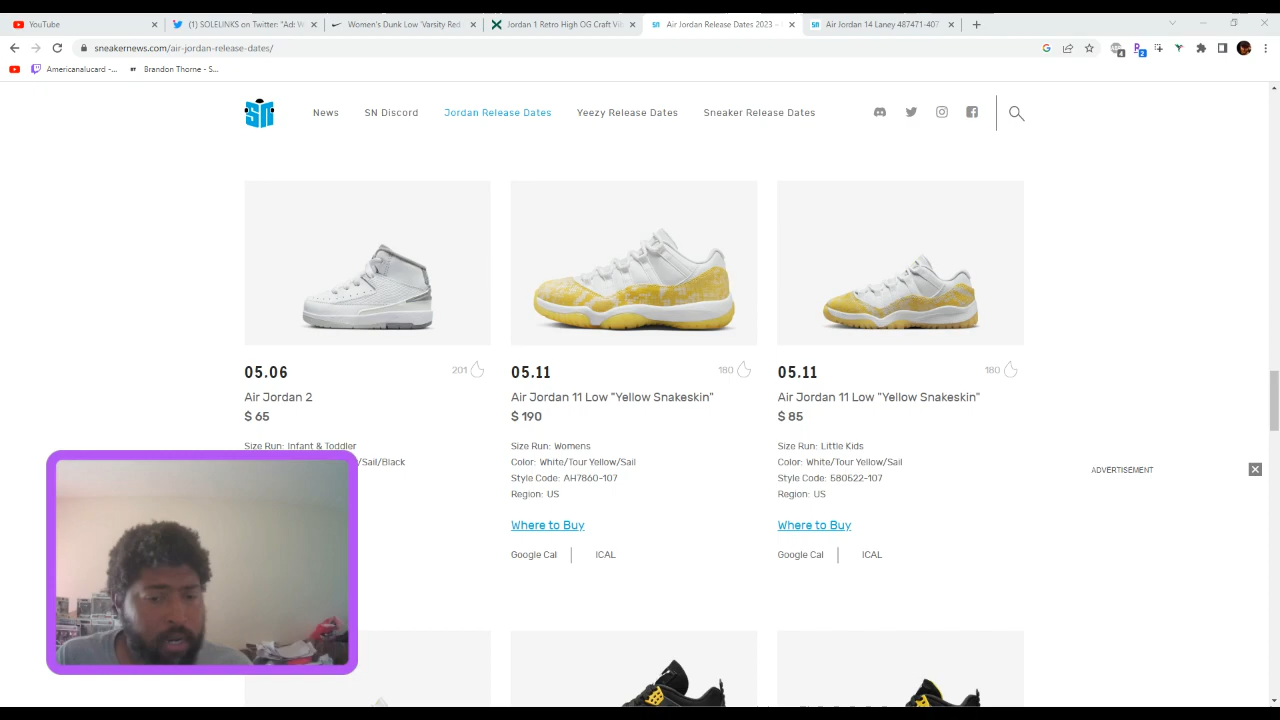 YouTube
(1) SOLELINKS on Twitter: "Ad: W
Women's Dunk Low 'Varsity Red
Jordan 1 Retro High OG Craft Vi
Air Jordan Release Dates 2023 –
Air Jordan 14 Laney 487471-407
sneakernews.com/air-jordan-release-dates/
Americanalucard -...
Brandon Thorne - S...
SN
News
SN Discord
Jordan Release Dates
Yeezy Release Dates
Sneaker Release Dates
05.06
201
Air Jordan 2
$ 65
Size Run: Infant & Toddler
/Sail/Black
05.11
180
Air Jordan 11 Low "Yellow Snakeskin"
$ 190
Size Run: Womens
Color: White/Tour Yellow/Sail
Style Code: AH7860-107
Region: US
Where to Buy
Google Cal
ICAL
05.11
180
Air Jordan 11 Low "Yellow Snakeskin"
$ 85
Size Run: Little Kids
Color: White/Tour Yellow/Sail
Style Code: 580522-107
Region: US
Where to Buy
Google Cal
ICAL
ADVERTISEMENT